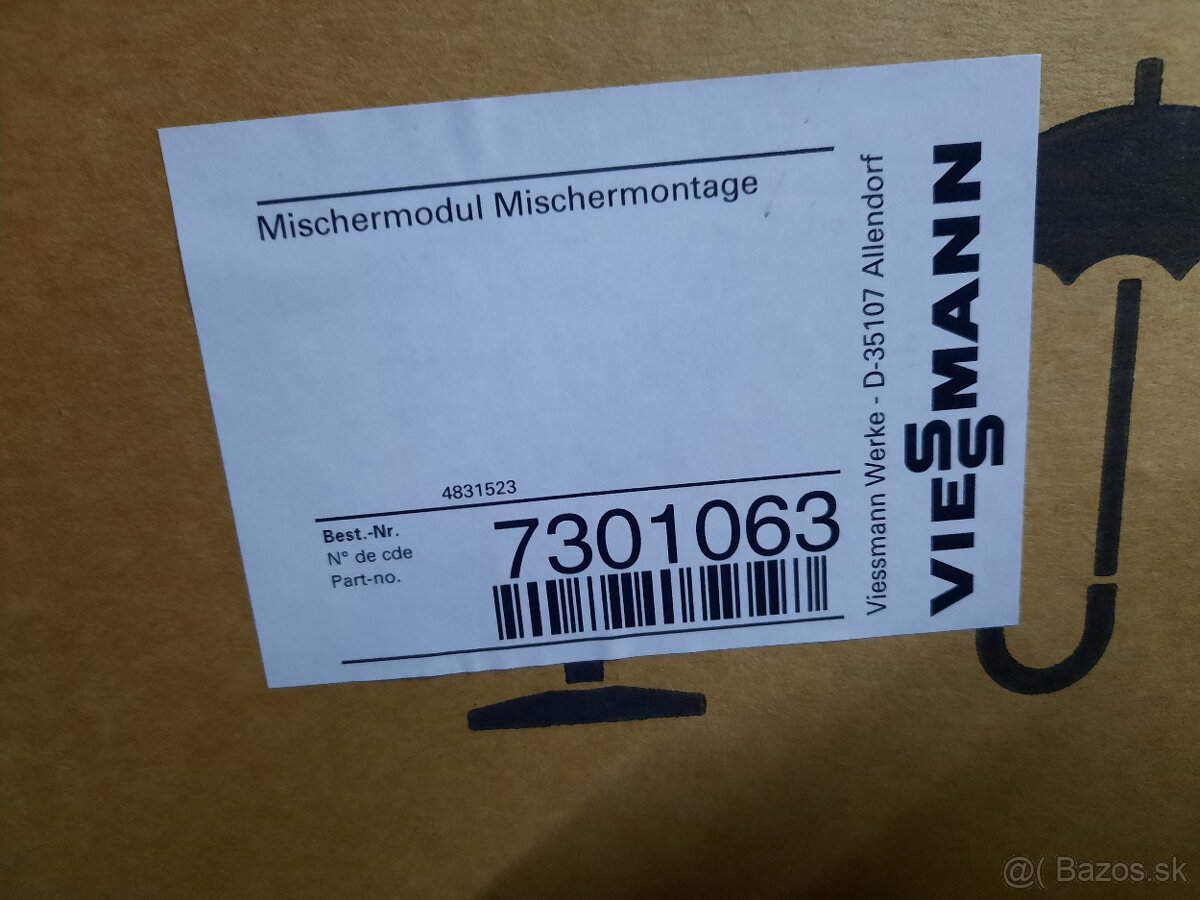 Mischermodul Mischermontage
4831523
Best.-Nr.
N° de cde
Part-no.
7301063
Viessmann Werke - D-35107 Allendorf
VIESSMANN
@( Bazos.sk